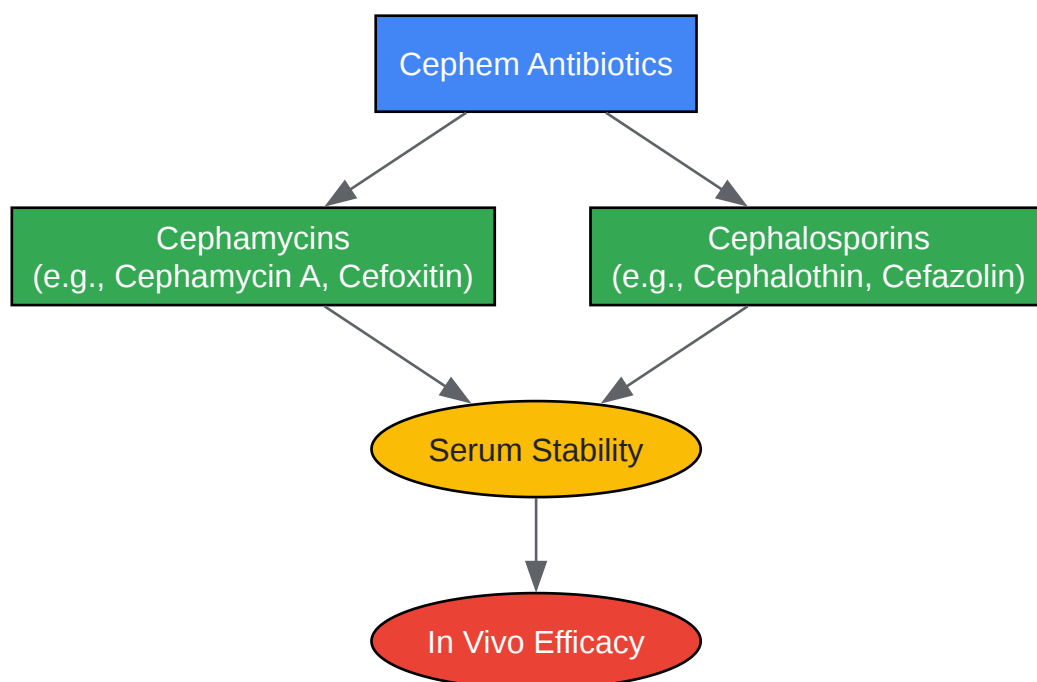 Cephem Antibiotics
Cephamycins
(e.g., Cephamycin A, Cefoxitin)
Cephalosporins
(e.g., Cephalothin, Cefazolin)
Serum Stability
In Vivo Efficacy